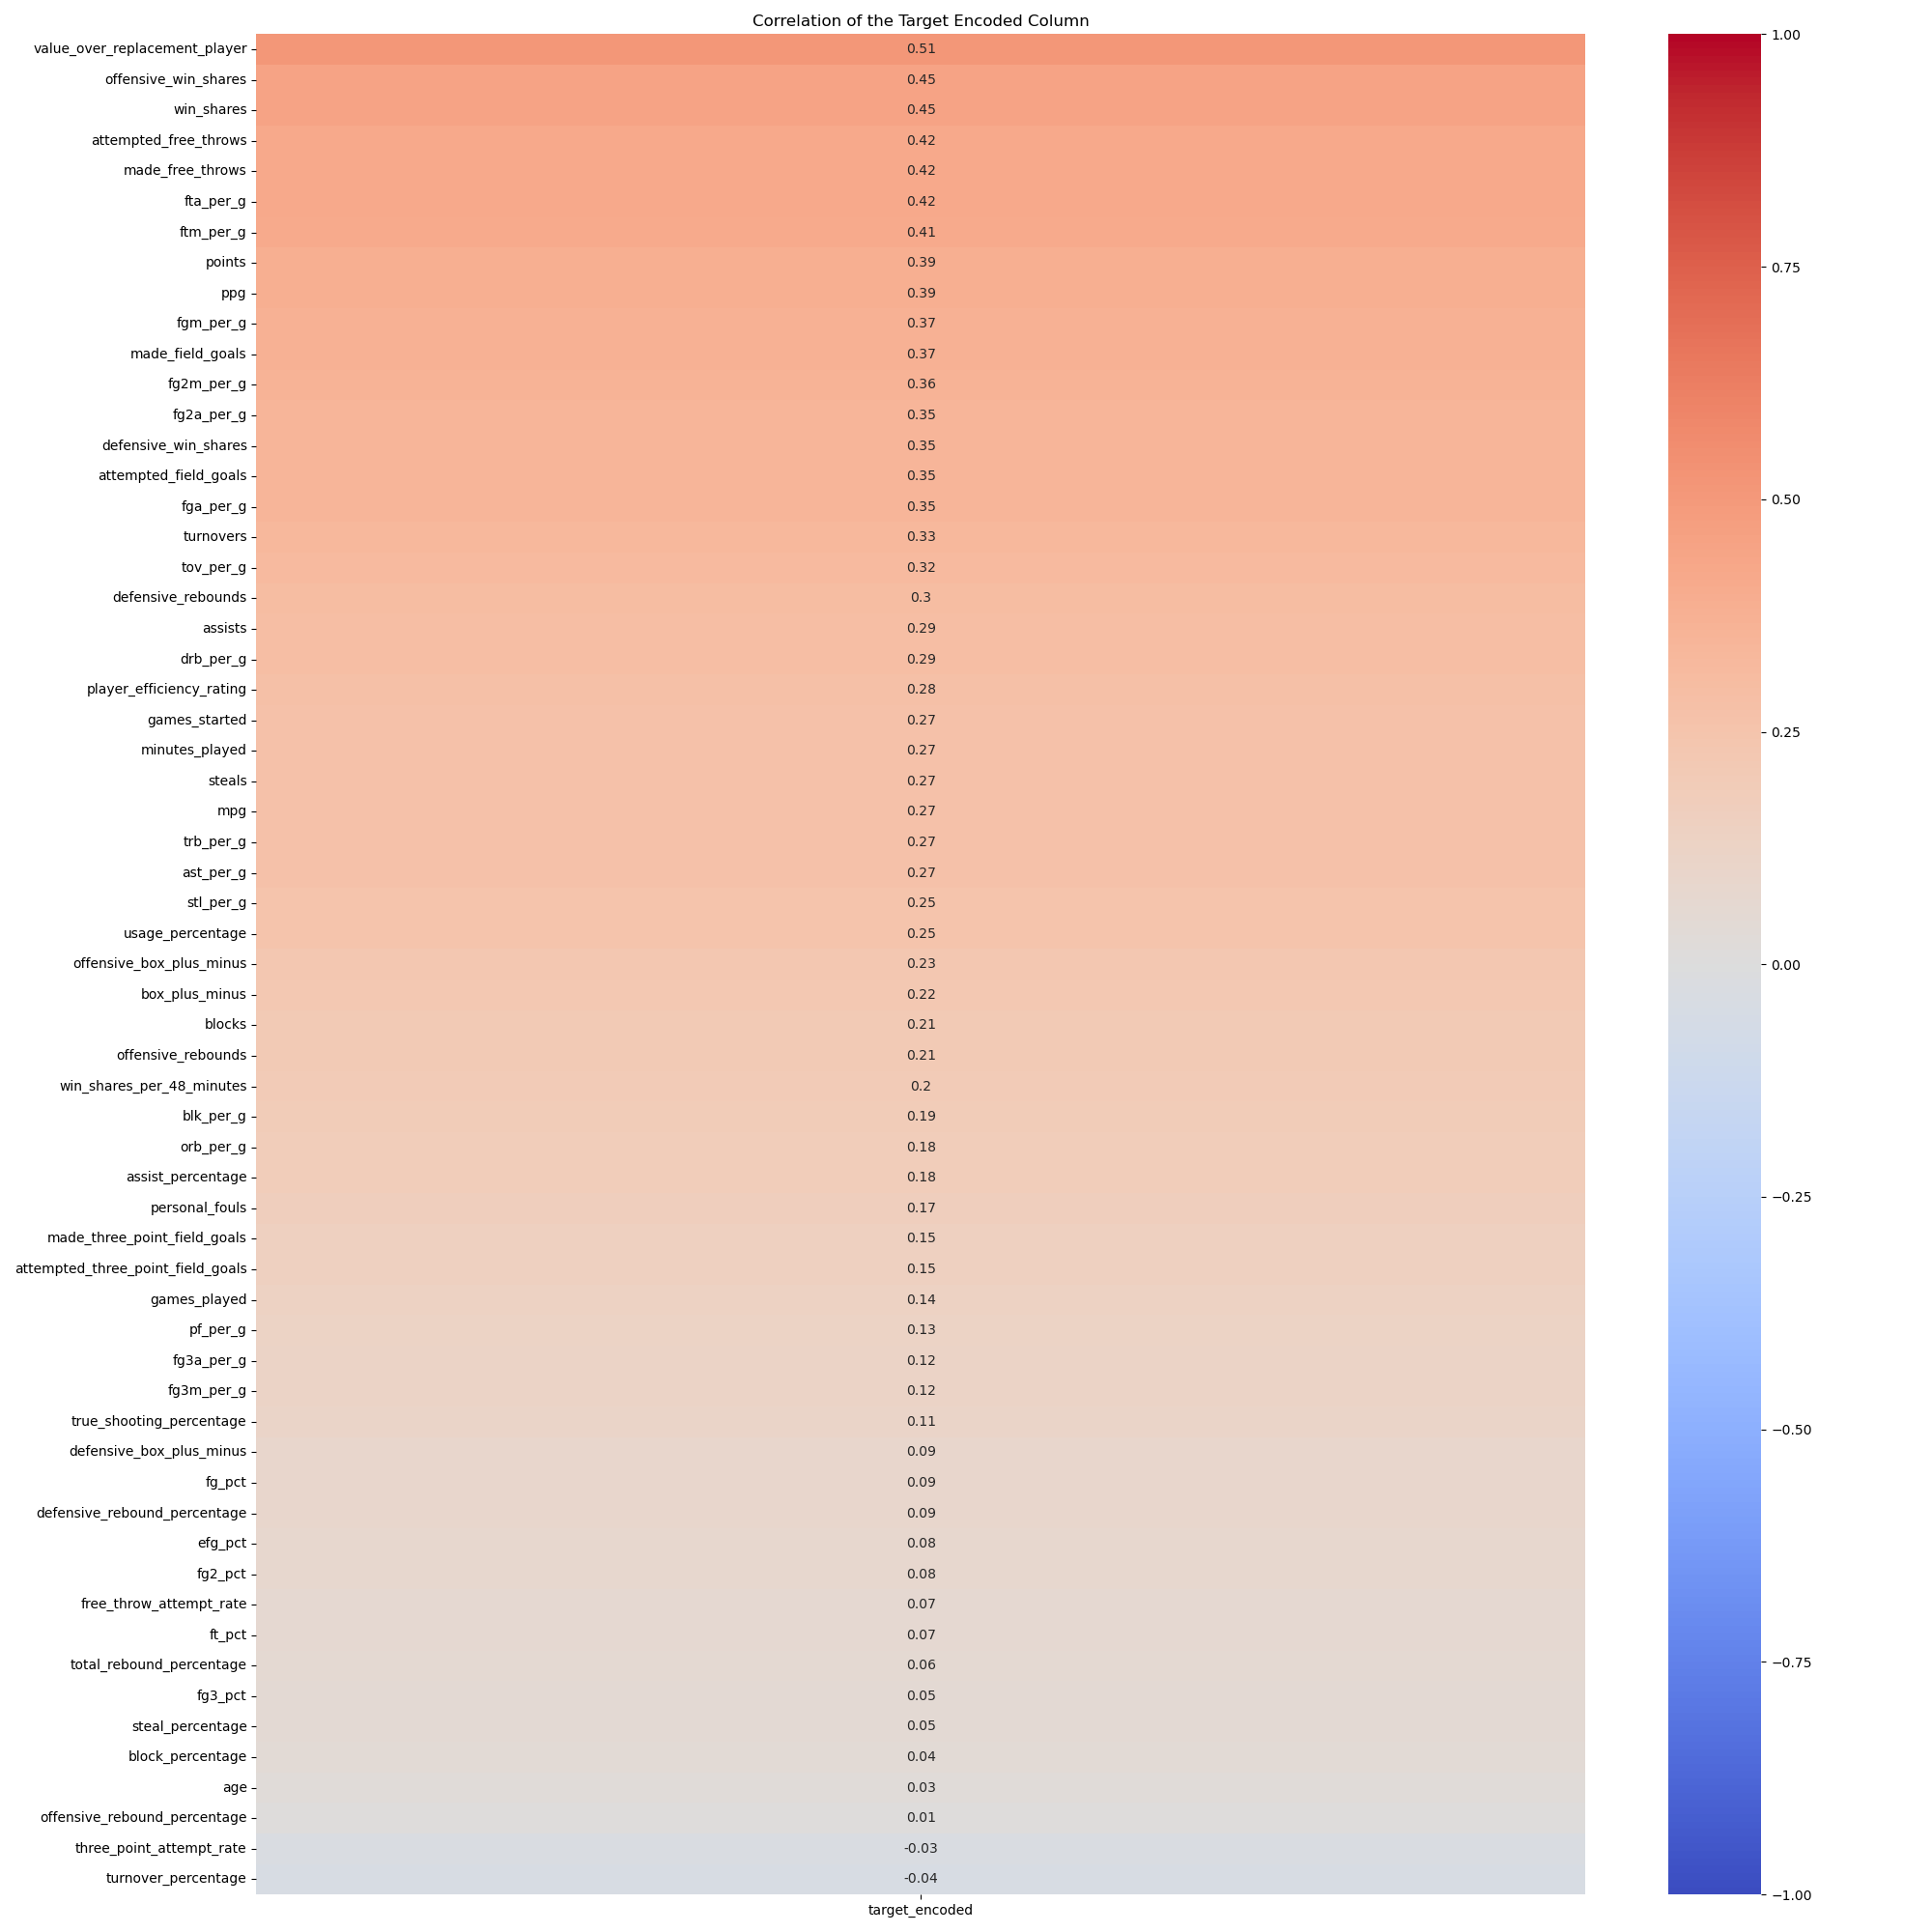 Correlation of the Target Encoded Column
value_over_replacement_player 0.51
offensive_win_shares 0.45
win_shares 0.45
attempted_free_throws 0.42
made_free_throws 0.42
fta_per_g 0.42
ftm_per_g 0.41
points 0.39
ppg 0.39
fgm_per_g 0.37
made_field_goals 0.37
fg2m_per_g 0.36
fg2a_per_g 0.35
defensive_win_shares 0.35
attempted_field_goals 0.35
fga_per_g 0.35
turnovers 0.33
tov_per_g 0.32
defensive_rebounds 0.3
assists 0.29
drb_per_g 0.29
player_efficiency_rating 0.28
games_started 0.27
minutes_played 0.27
steals 0.27
mpg 0.27
trb_per_g 0.27
ast_per_g 0.27
stl_per_g 0.25
usage_percentage 0.25
offensive_box_plus_minus 0.23
box_plus_minus 0.22
blocks 0.21
offensive_rebounds 0.21
win_shares_per_48_minutes 0.2
blk_per_g 0.19
orb_per_g 0.18
assist_percentage 0.18
personal_fouls 0.17
made_three_point_field_goals 0.15
attempted_three_point_field_goals 0.15
games_played 0.14
pf_per_g 0.13
fg3a_per_g 0.12
fg3m_per_g 0.12
true_shooting_percentage 0.11
defensive_box_plus_minus 0.09
fg_pct 0.09
defensive_rebound_percentage 0.09
efg_pct 0.08
fg2_pct 0.08
free_throw_attempt_rate 0.07
ft_pct 0.07
total_rebound_percentage 0.06
fg3_pct 0.05
steal_percentage 0.05
block_percentage 0.04
age 0.03
offensive_rebound_percentage 0.01
three_point_attempt_rate -0.03
turnover_percentage -0.04
target_encoded
1.00
0.75
0.50
0.25
0.00
−0.25
−0.50
−0.75
−1.00